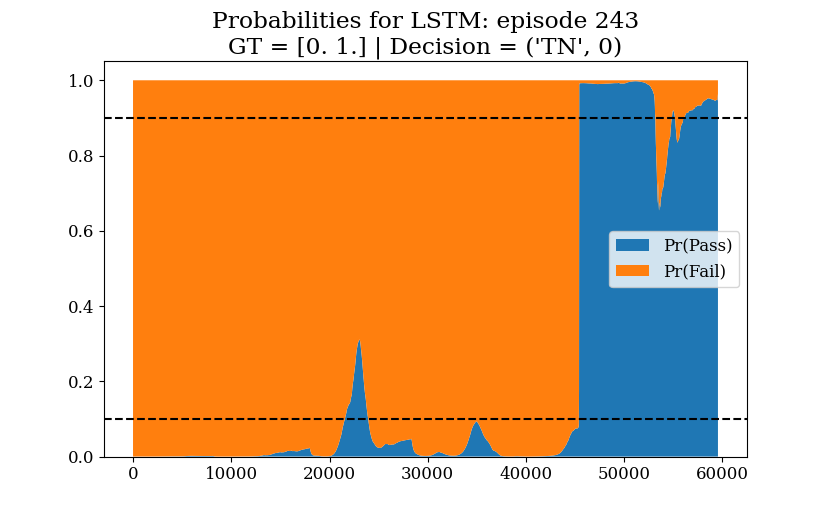 Probabilities for LSTM: episode 243
GT = [0. 1.] | Decision = ('TN', 0)
1.0
0.8
0.6
0.4
0.2
0.0
Pr(Pass)
Pr(Fail)
0 10000 20000 30000 40000 50000 60000